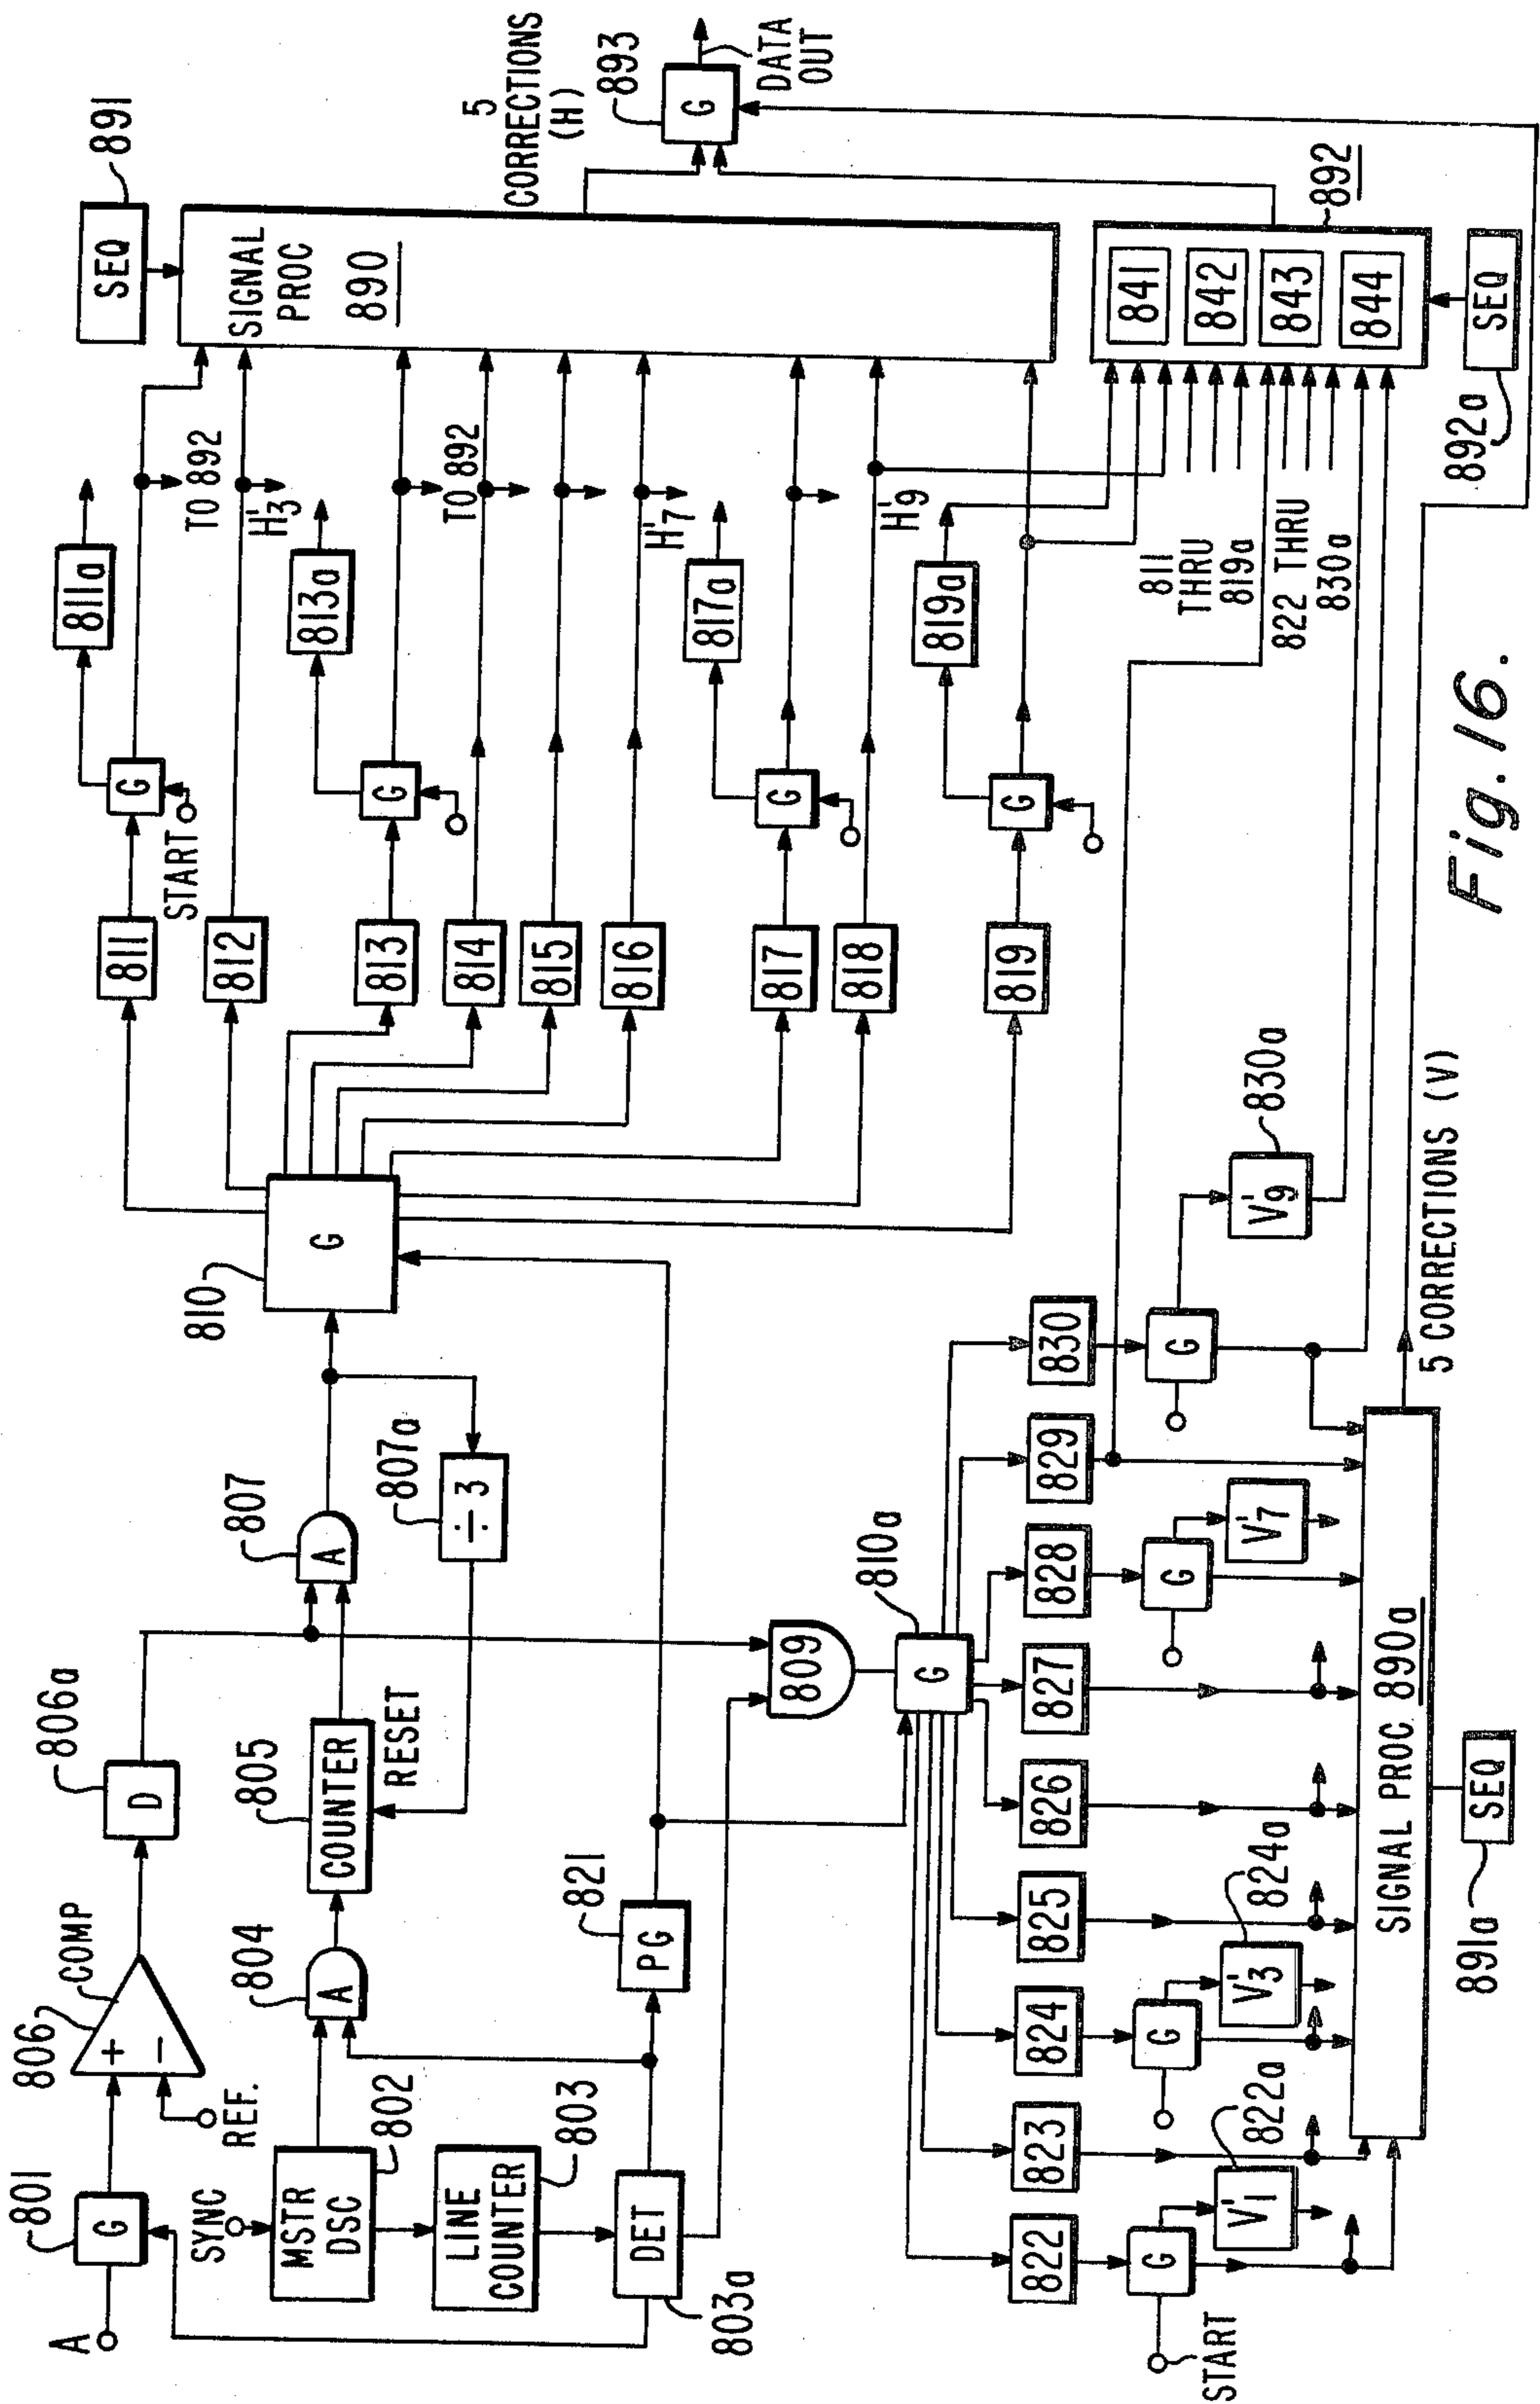 A
801
G
REF.
806
+
−
COMP
806a
D
SYNC
MSTR
DSC
802
LINE
COUNTER
803
DET
803a
804
A
805
COUNTER
RESET
807
A
807a
÷ 3
821
PG
809
810
G
810a
G
811
START
G
811a
TO 892
812
H'3
813
G
813a
TO 892
814
815
816
H'7
817
G
817a
818
H'9
819
G
819a
SEQ
891
SIGNAL
PROC
890
5
CORRECTIONS
(H)
893
G
DATA
OUT
811
THRU
819a
822 THRU
830a
841
842
843
844
892
SEQ
892a
START
822
G
V'1
822a
823
824
G
V'3
824a
825
826
827
828
G
V'7
829
830
G
V'9
830a
SIGNAL PROC 890a
SEQ
891a
5 CORRECTIONS (V)
Fig. 16.